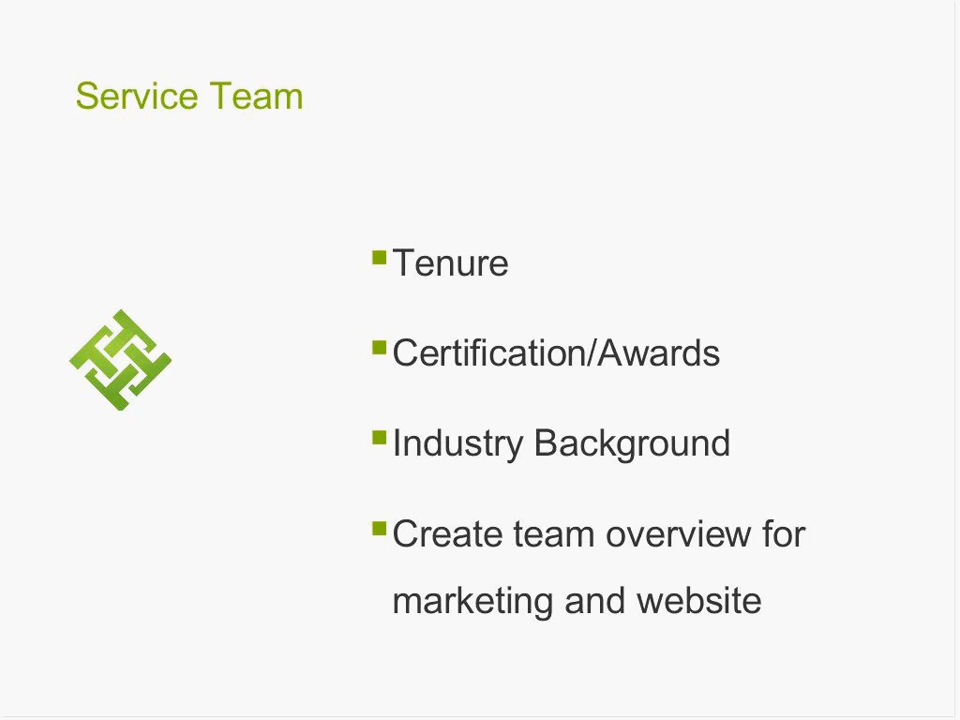 Service Team
Tenure
Certification/Awards
Industry Background
Create team overview for
marketing and website